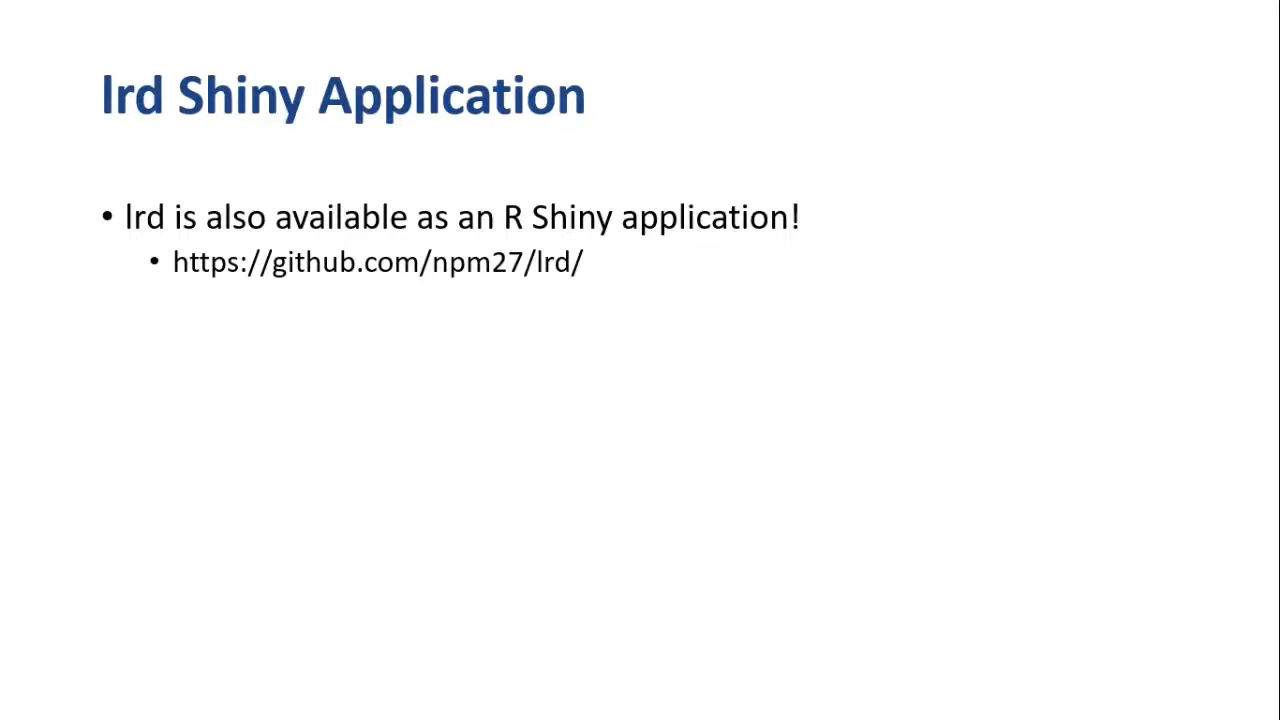 lrd Shiny Application
• lrd is also available as an R Shiny application!
• https://github.com/npm27/lrd/